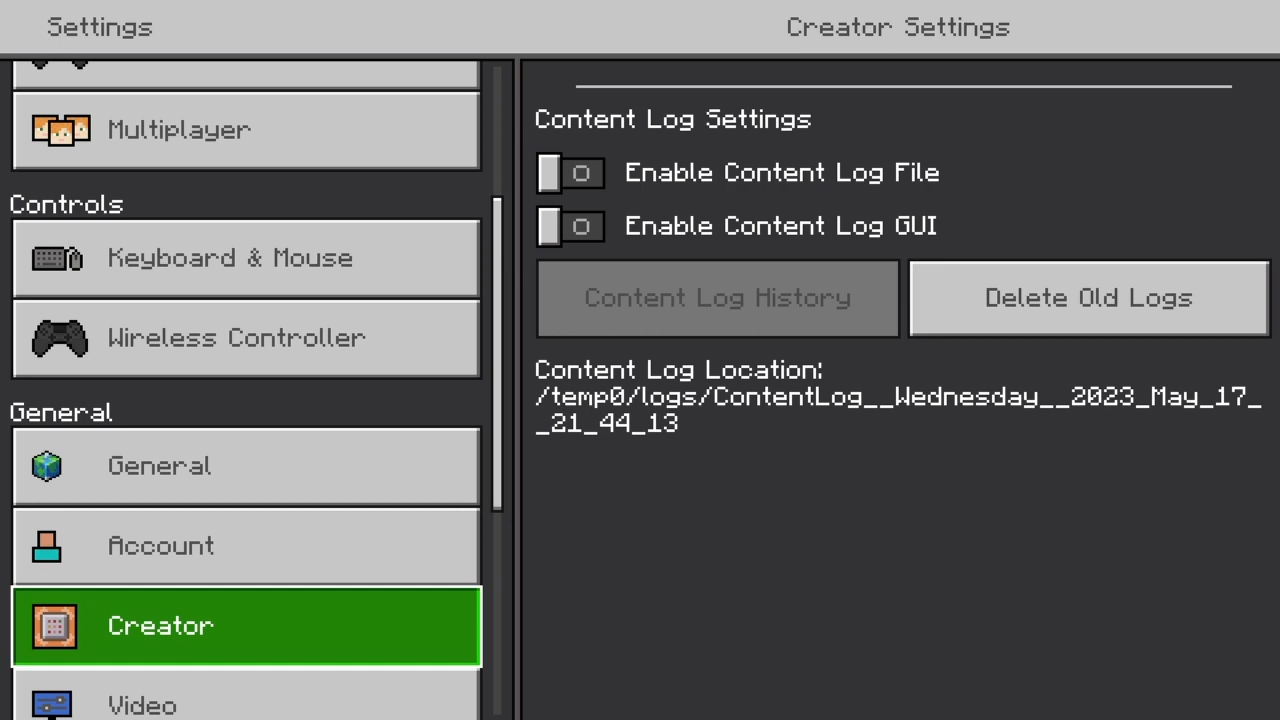 Settings
Creator Settings
Multiplayer
Controls
Keyboard & Mouse
Wireless Controller
General
General
Account
Creator
Video
Content Log Settings
Enable Content Log File
Enable Content Log GUI
Content Log History
Delete Old Logs
Content Log Location:
/temp0/logs/ContentLog__Wednesday__2023_May_17_
_21_44_13